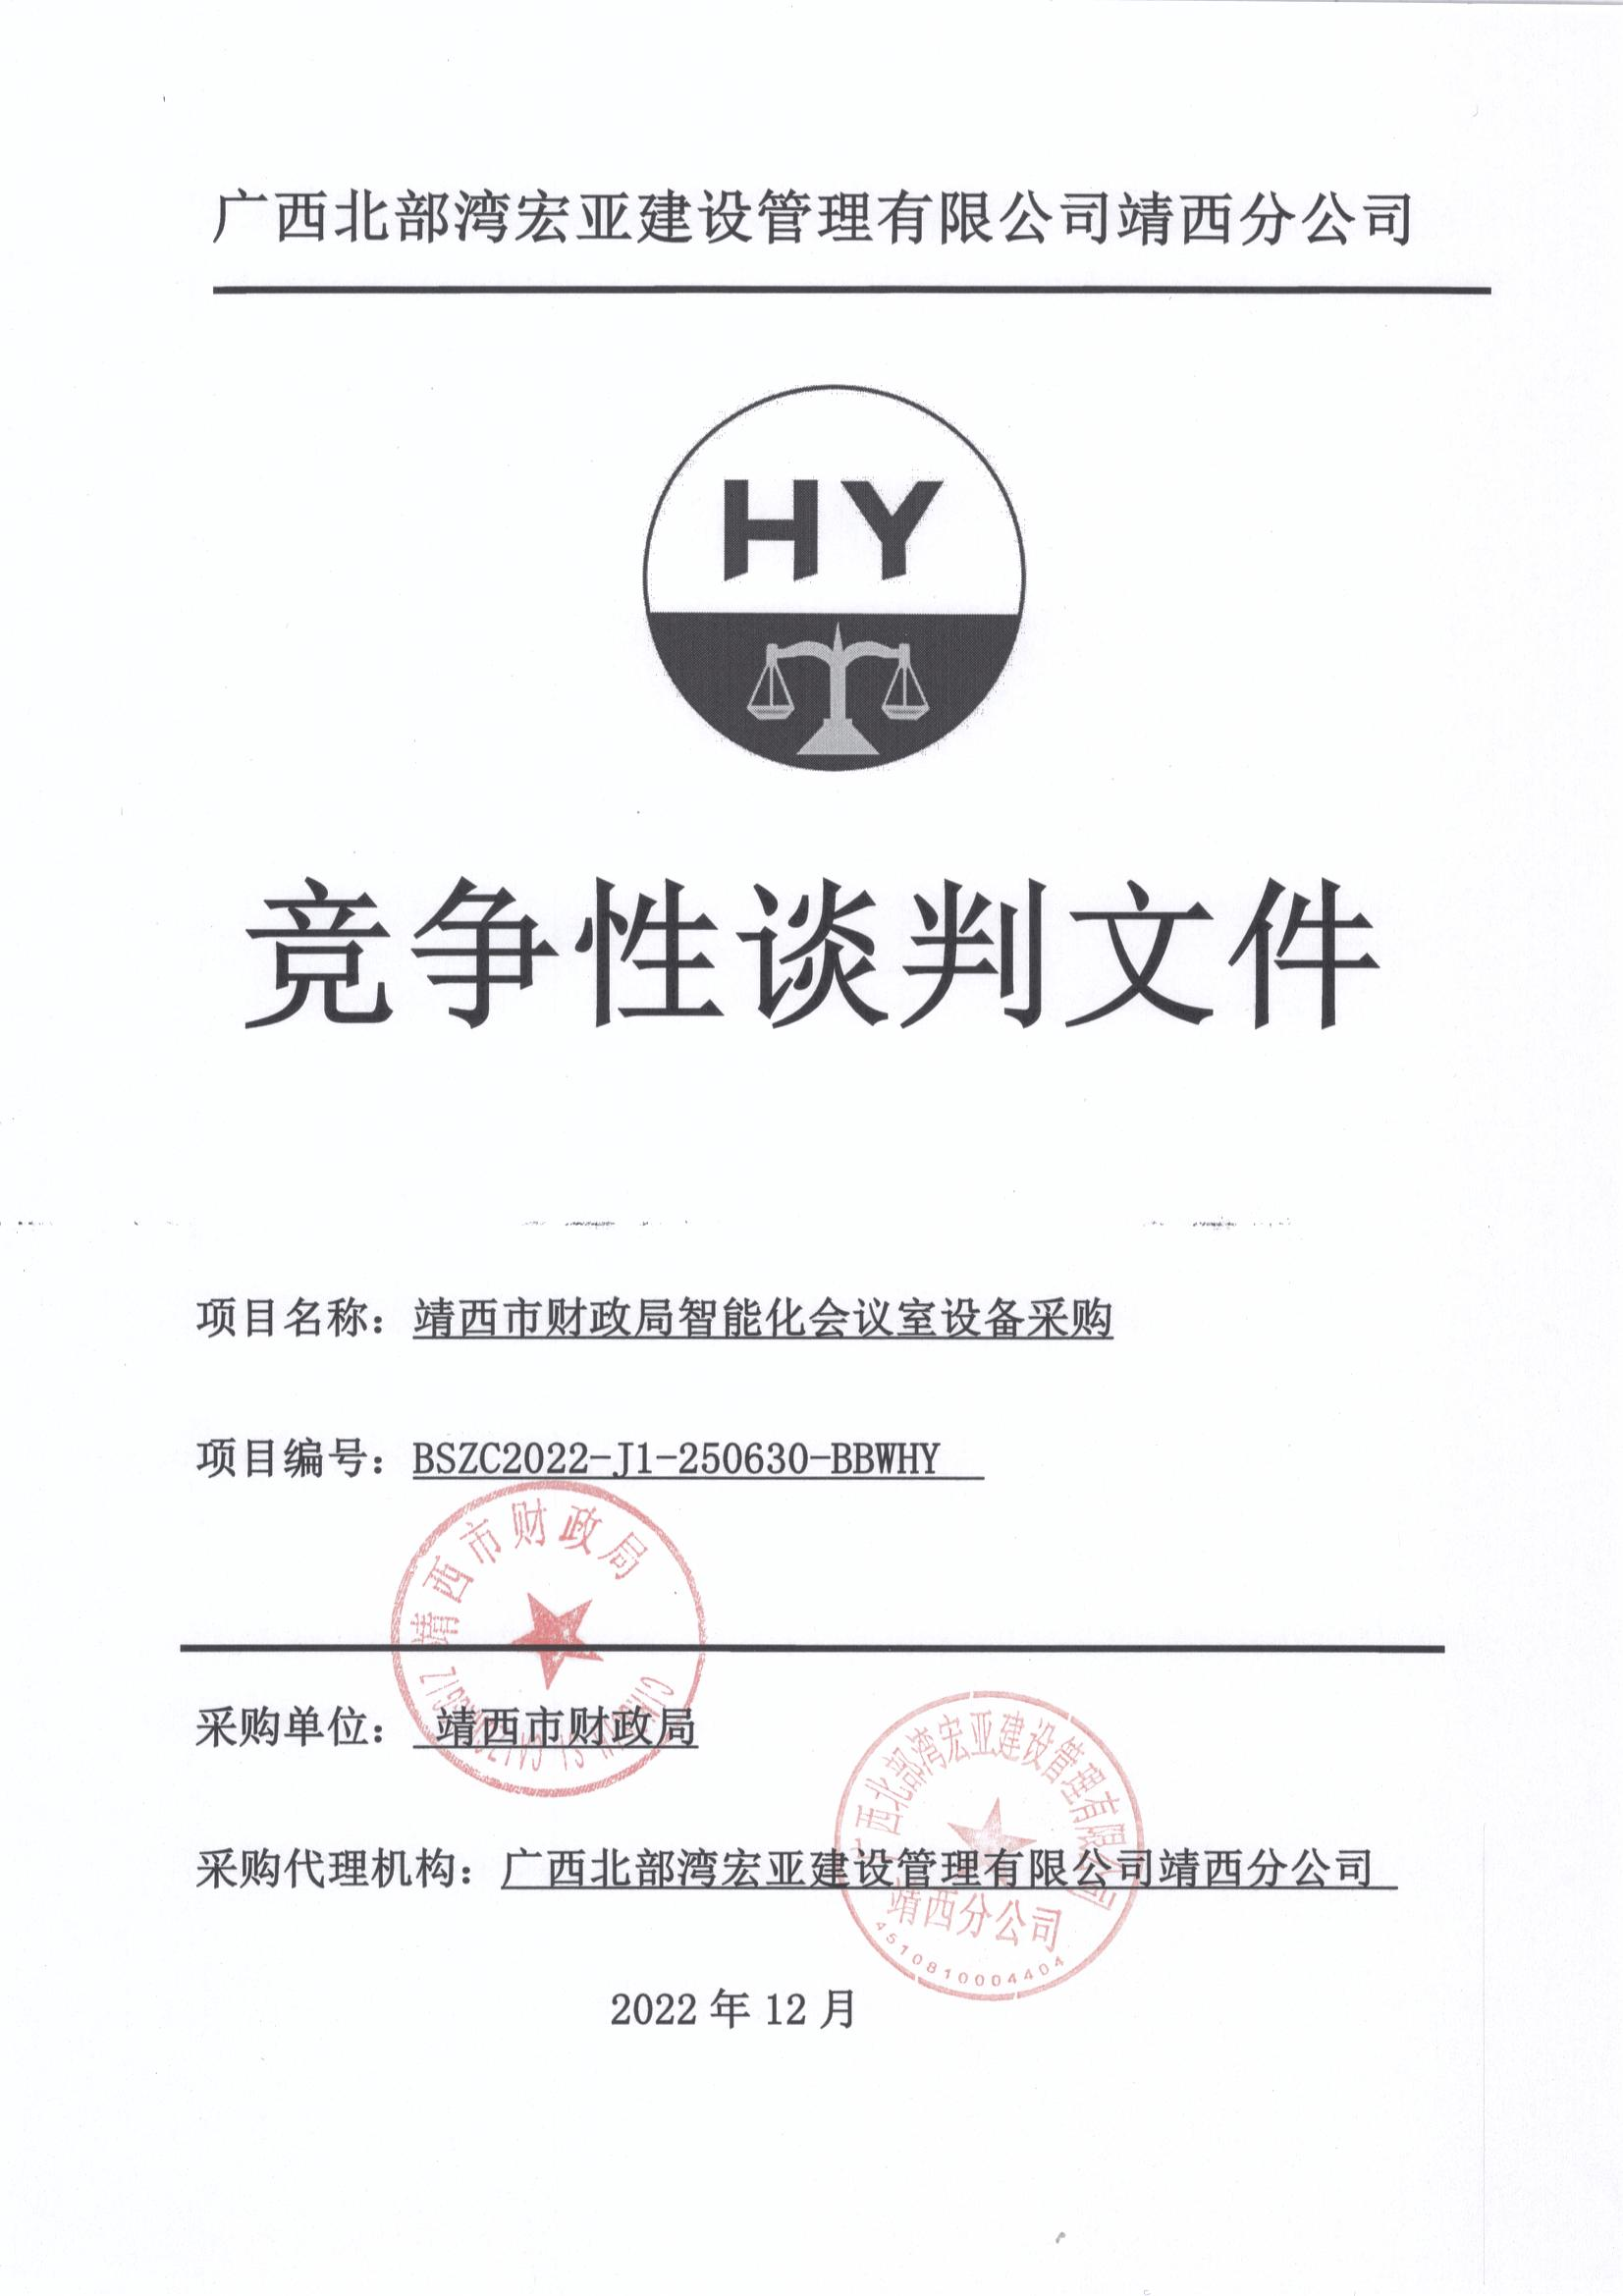 广西北部湾宏亚建设管理有限公司靖西分公司
HY
竞争性谈判文件
项目名称：靖西市财政局智能化会议室设备采购
项目编号：BSZC2022-J1-250630-BBWHY
靖西市财政局
采购单位：靖西市财政局
广西北部湾宏亚建设管理有限公司
采购代理机构：广西北部湾宏亚建设管理有限公司靖西分公司
靖西分公司
4510810004404
2022年12月